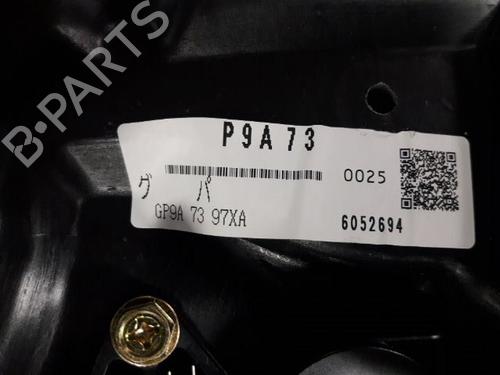 B-PARTS
P9A 73
0025
グ パ
GP9A 73 97XA
6052694